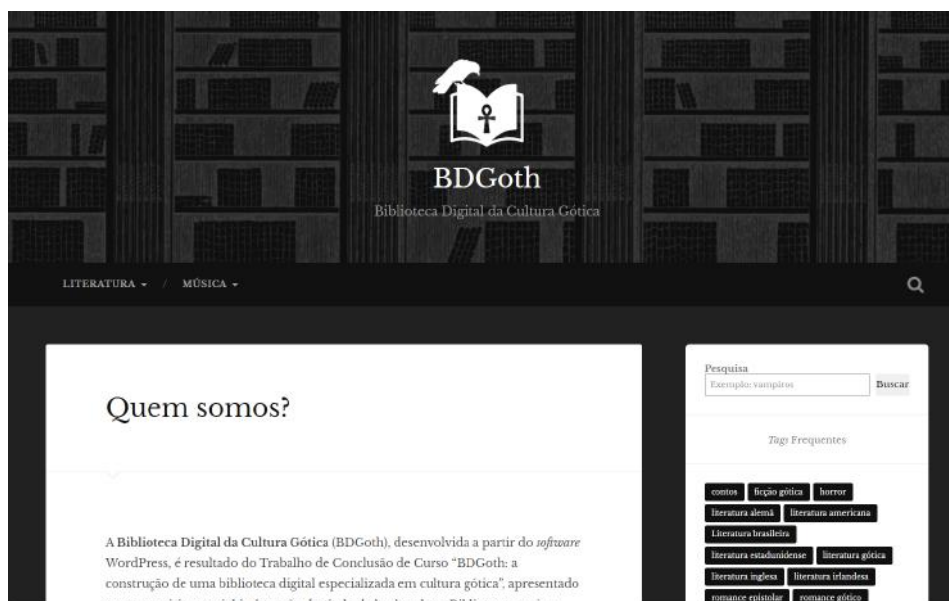 BDGoth
Biblioteca Digital da Cultura Gótica
LITERATURA / MÚSICA
Quem somos?
A Biblioteca Digital da Cultura Gótica (BDGoth), desenvolvida a partir do software
WordPress, é resultado do Trabalho de Conclusão de Curso “BDGoth: a
construção de uma biblioteca digital especializada em cultura gótica”, apresentado
Pesquisa
Exemplo: vampiros Buscar
Tags Frequentes
contos ficção gótica horror
literatura alemã literatura americana
Literatura brasileira
literatura estadunidense literatura gótica
literatura inglesa literatura irlandesa
romance epistolar romance gótico